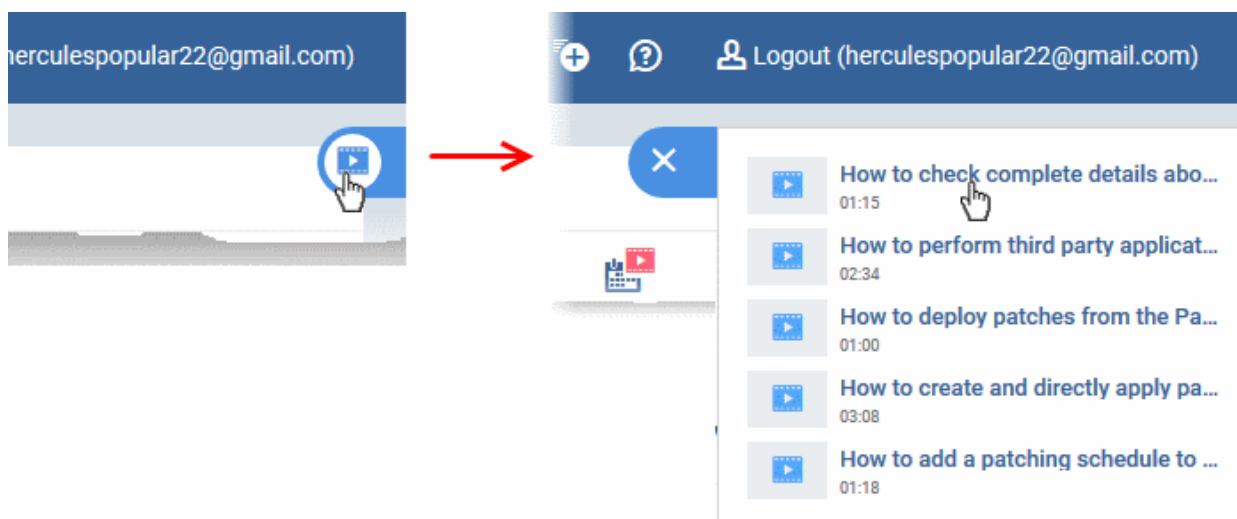 herculespopular22@gmail.com)
Logout (herculespopular22@gmail.com)
How to check complete details abo...
01:15
How to perform third party applicat...
02:34
How to deploy patches from the Pa...
01:00
How to create and directly apply pa...
03:08
How to add a patching schedule to ...
01:18